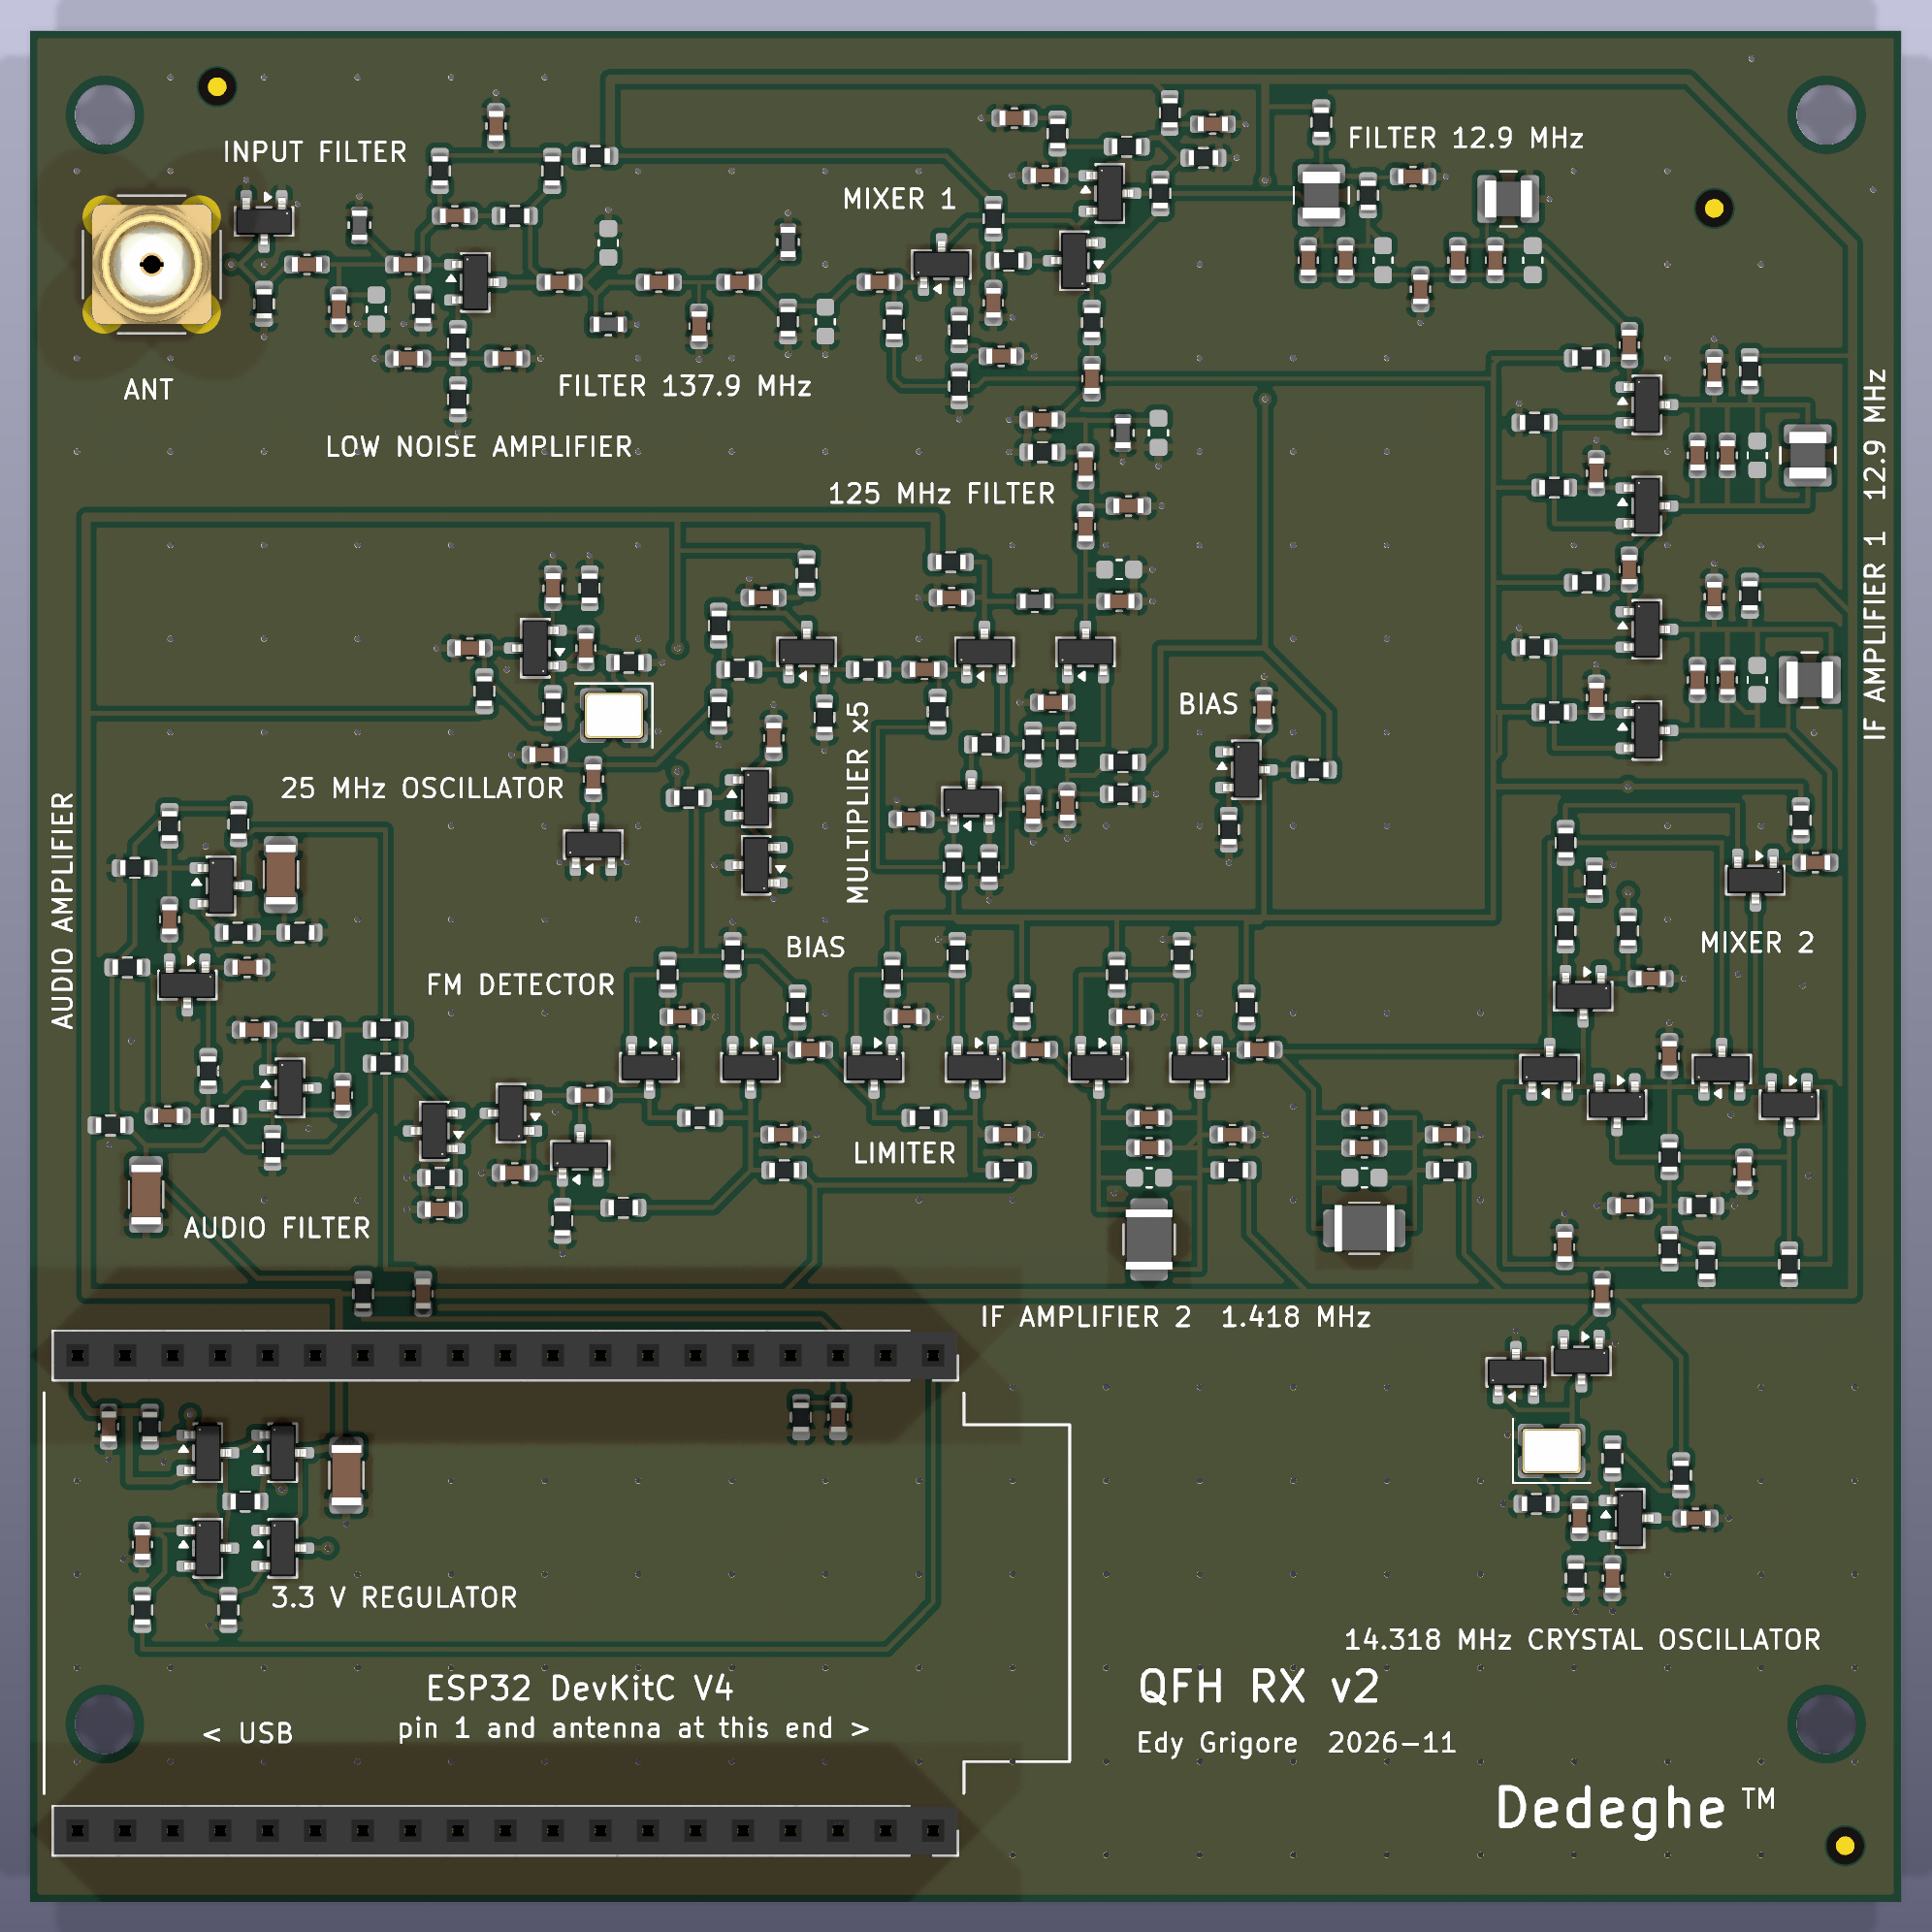 INPUT FILTER
FILTER 12.9 MHz
MIXER 1
ANT
FILTER 137.9 MHz
LOW NOISE AMPLIFIER
125 MHz FILTER
IF AMPLIFIER 1 12.9 MHz
BIAS
MULTIPLIER x5
25 MHz OSCILLATOR
AUDIO AMPLIFIER
BIAS
MIXER 2
FM DETECTOR
LIMITER
AUDIO FILTER
IF AMPLIFIER 2 1.418 MHz
3.3 V REGULATOR
14.318 MHz CRYSTAL OSCILLATOR
ESP32 DevKitC V4
< USB
pin 1 and antenna at this end >
QFH RX v2
Edy Grigore 2026-11
Dedeghe™